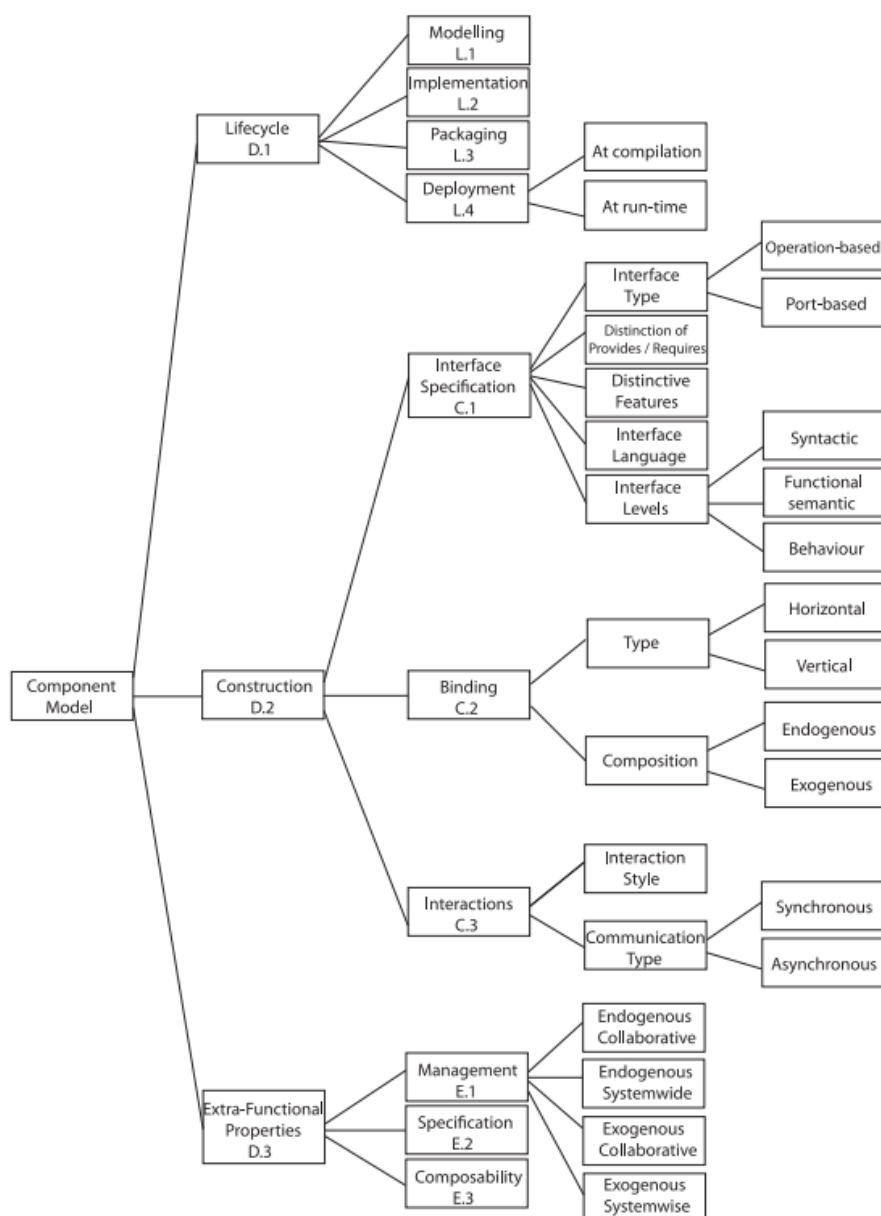 Modelling
L.1
Implementation
L.2
Lifecycle
D.1
Packaging
L.3
Deployment
L.4
At compilation
At run-time
Interface
Specification
C.1
Interface
Type
Operation-based
Port-based
Distinction of
Provides / Requires
Distinctive
Features
Interface
Language
Interface
Levels
Syntactic
Functional
semantic
Behaviour
Component
Model
Construction
D.2
Binding
C.2
Type
Horizontal
Vertical
Composition
Endogenous
Exogenous
Interactions
C.3
Interaction
Style
Communication
Type
Synchronous
Asynchronous
Extra-Functional
Properties
D.3
Management
E.1
Endogenous
Collaborative
Endogenous
Systemwide
Exogenous
Collaborative
Exogenous
Systemwise
Specification
E.2
Composability
E.3